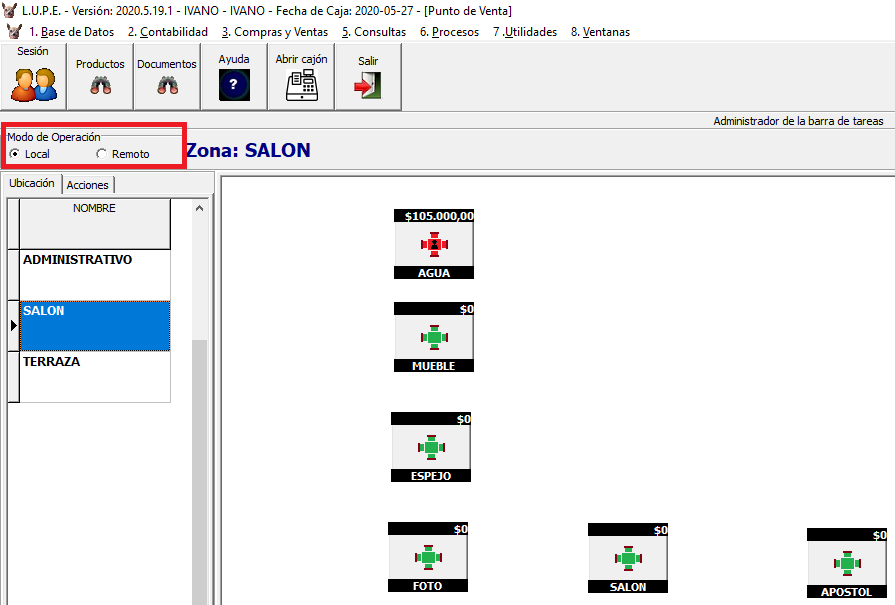 L.U.P.E. - Versión: 2020.5.19.1 - IVANO - IVANO - Fecha de Caja: 2020-05-27 - [Punto de Venta]
1. Base de Datos 2. Contabilidad 3. Compras y Ventas 5. Consultas 6. Procesos 7 .Utilidades 8. Ventanas
Sesión Productos Documentos Ayuda Abrir cajón Salir
?
Administrador de la barra de tareas
Modo de Operación
Local Remoto
Zona: SALON
Ubicación Acciones
NOMBRE
ADMINISTRATIVO
SALON
TERRAZA
$105.000,00
AGUA
$0
MUEBLE
$0
ESPEJO
$0 $0 $0
FOTO SALON APOSTOL